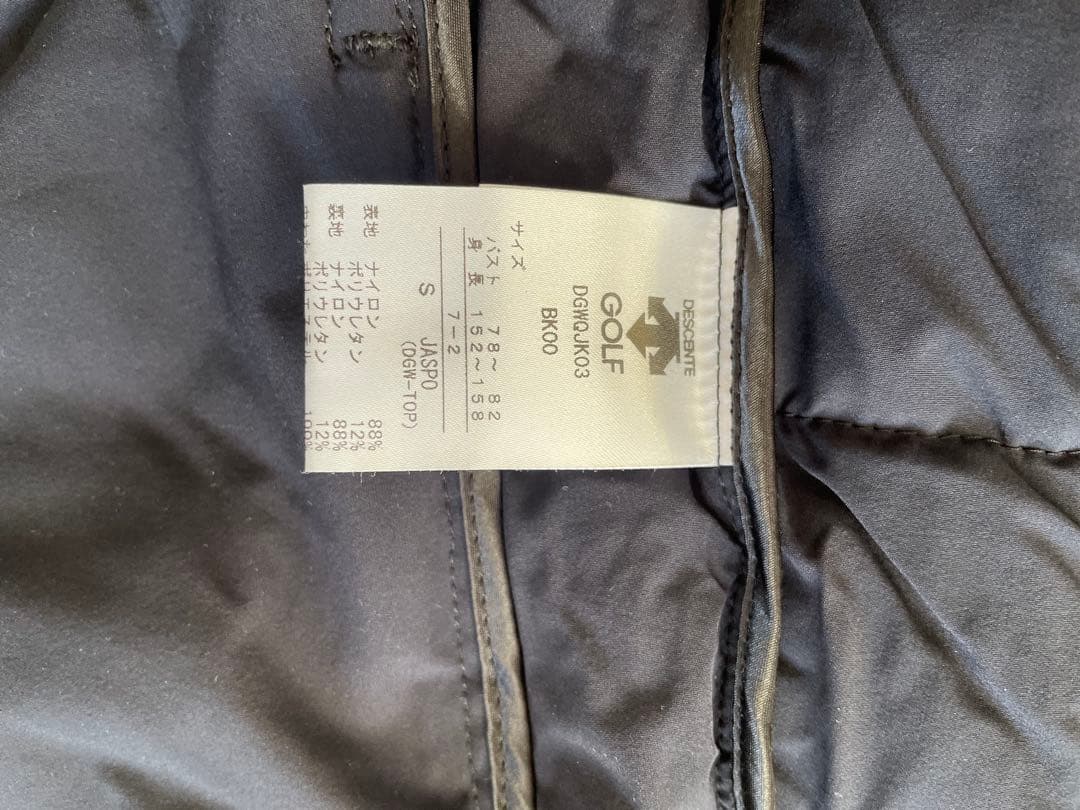 DESCENTE
GOLF
DGWQJK03
BK00
サイズ
バスト 78〜 82
身 長 152〜158
7-2
S JASPO
(DGW-TOP)
表地 ナイロン 88%
ポリウレタン 12%
裏地 ナイロン 88%
ポリウレタン 12%
100%